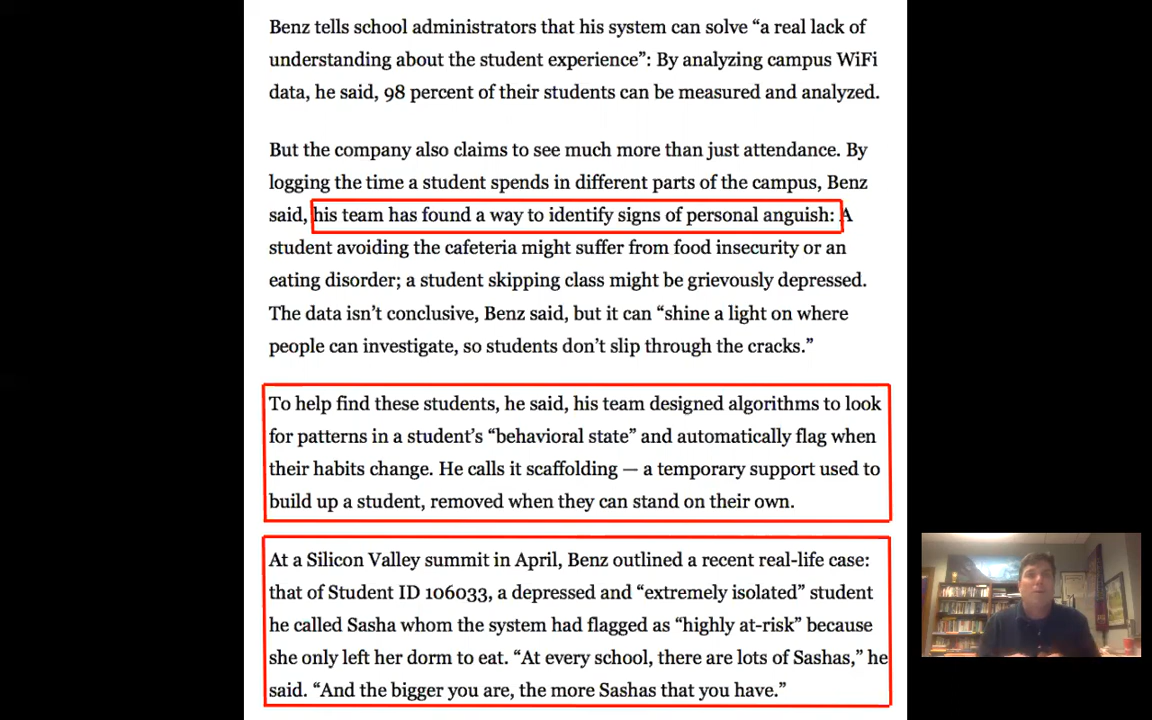 Benz tells school administrators that his system can solve “a real lack of
understanding about the student experience”: By analyzing campus WiFi
data, he said, 98 percent of their students can be measured and analyzed.
But the company also claims to see much more than just attendance. By
logging the time a student spends in different parts of the campus, Benz
said, his team has found a way to identify signs of personal anguish: A
student avoiding the cafeteria might suffer from food insecurity or an
eating disorder; a student skipping class might be grievously depressed.
The data isn’t conclusive, Benz said, but it can “shine a light on where
people can investigate, so students don’t slip through the cracks.”
To help find these students, he said, his team designed algorithms to look
for patterns in a student’s “behavioral state” and automatically flag when
their habits change. He calls it scaffolding — a temporary support used to
build up a student, removed when they can stand on their own.
At a Silicon Valley summit in April, Benz outlined a recent real-life case:
that of Student ID 106033, a depressed and “extremely isolated” student
he called Sasha whom the system had flagged as “highly at-risk” because
she only left her dorm to eat. “At every school, there are lots of Sashas,” he
said. “And the bigger you are, the more Sashas that you have.”